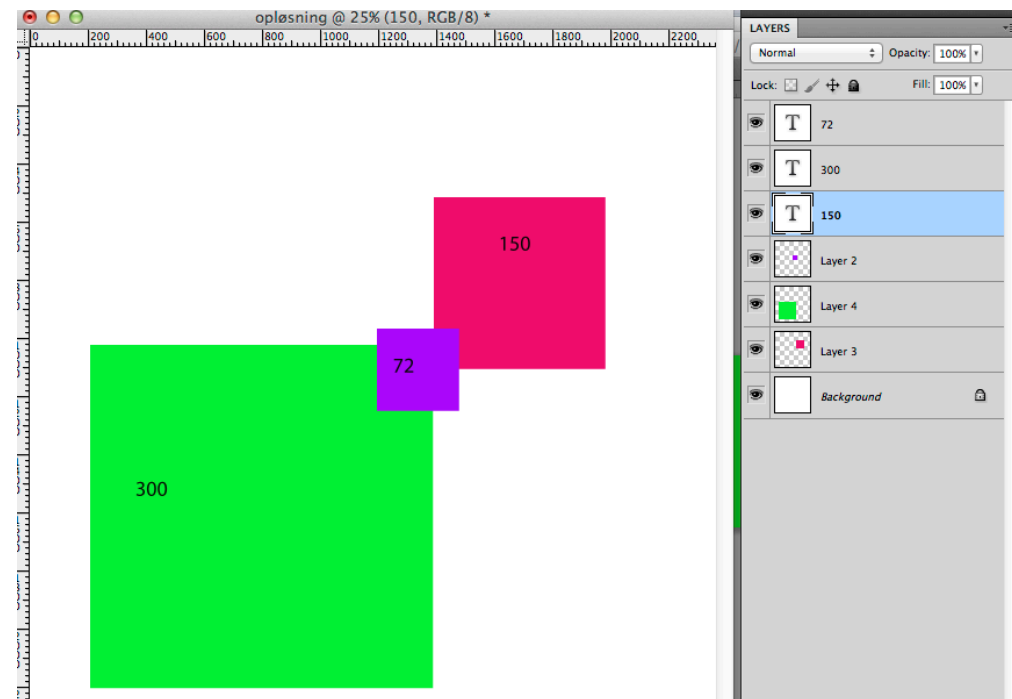 opløsning @ 25% (150, RGB/8) *
0 200 400 600 800 1000 1200 1400 1600 1800 2000 2200
150
72
300
LAYERS
Normal Opacity: 100%
Lock: Fill: 100%
T 72
T 300
T 150
Layer 2
Layer 4
Layer 3
Background